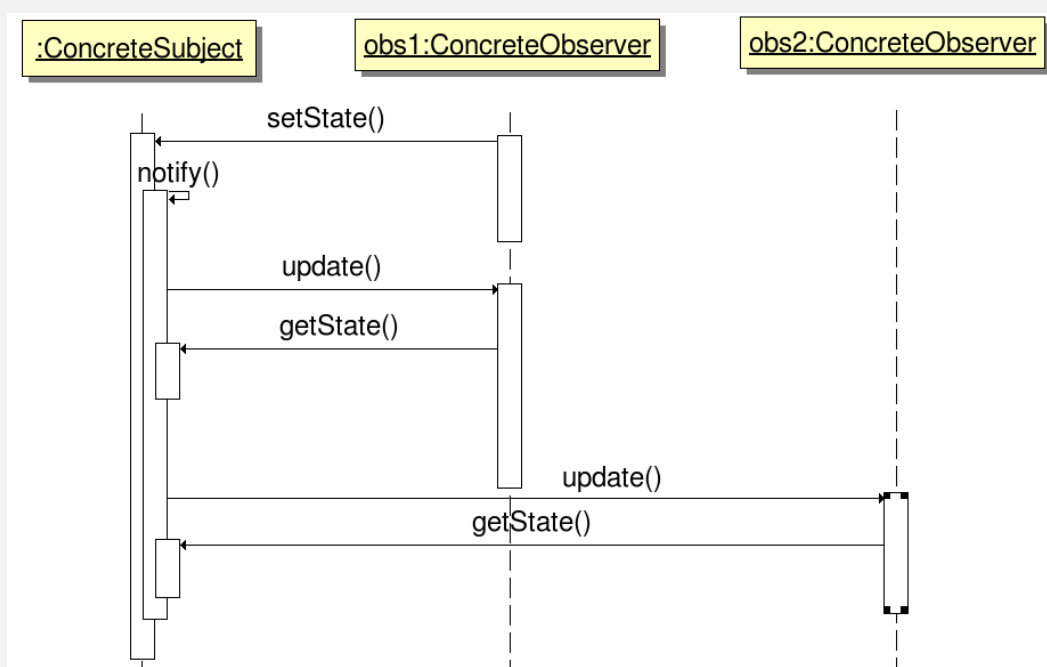 :ConcreteSubject
obs1:ConcreteObserver
obs2:ConcreteObserver
setState()
notify()
update()
getState()
update()
getState()